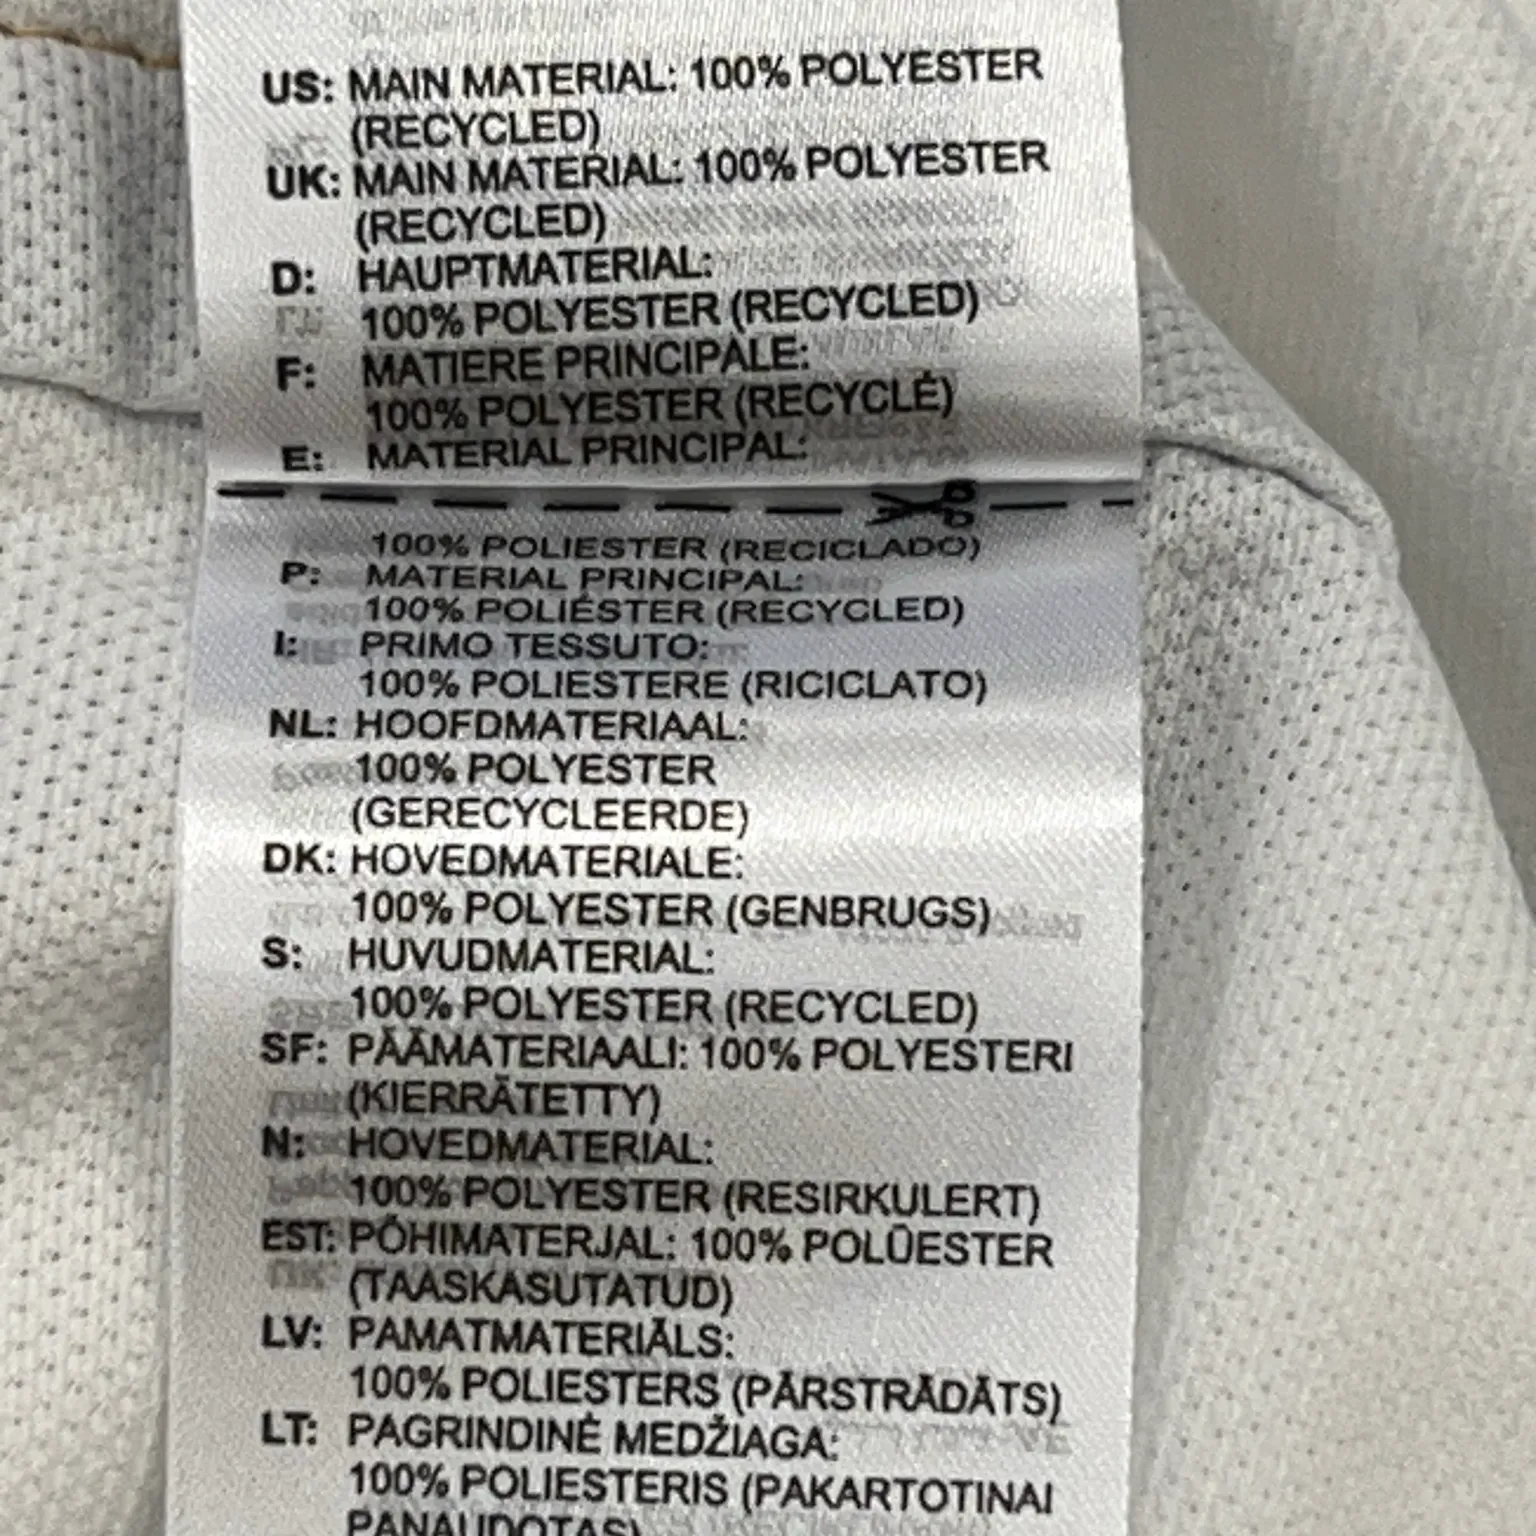 US: MAIN MATERIAL: 100% POLYESTER
(RECYCLED)
UK: MAIN MATERIAL: 100% POLYESTER
(RECYCLED)
D: HAUPTMATERIAL:
100% POLYESTER (RECYCLED)
F: MATIERE PRINCIPALE:
100% POLYESTER (RECYCLÉ)
E: MATERIAL PRINCIPAL:
100% POLIESTER (RECICLADO)
P: MATERIAL PRINCIPAL:
100% POLIÉSTER (RECYCLED)
I: PRIMO TESSUTO:
100% POLIESTERE (RICICLATO)
NL: HOOFDMATERIAAL:
100% POLYESTER
(GERECYCLEERDE)
DK: HOVEDMATERIALE:
100% POLYESTER (GENBRUGS)
S: HUVUDMATERIAL:
100% POLYESTER (RECYCLED)
SF: PÄÄMATERIAALI: 100% POLYESTERI
(KIERRÄTETTY)
N: HOVEDMATERIAL:
100% POLYESTER (RESIRKULERT)
EST: PÕHIMATERJAL: 100% POLÜESTER
(TAASKASUTATUD)
LV: PAMATMATERIĀLS:
100% POLIESTERS (PĀRSTRĀDĀTS)
LT: PAGRINDINĖ MEDŽIAGA:
100% POLIESTERIS (PAKARTOTINAI
PANAUDOTAS)